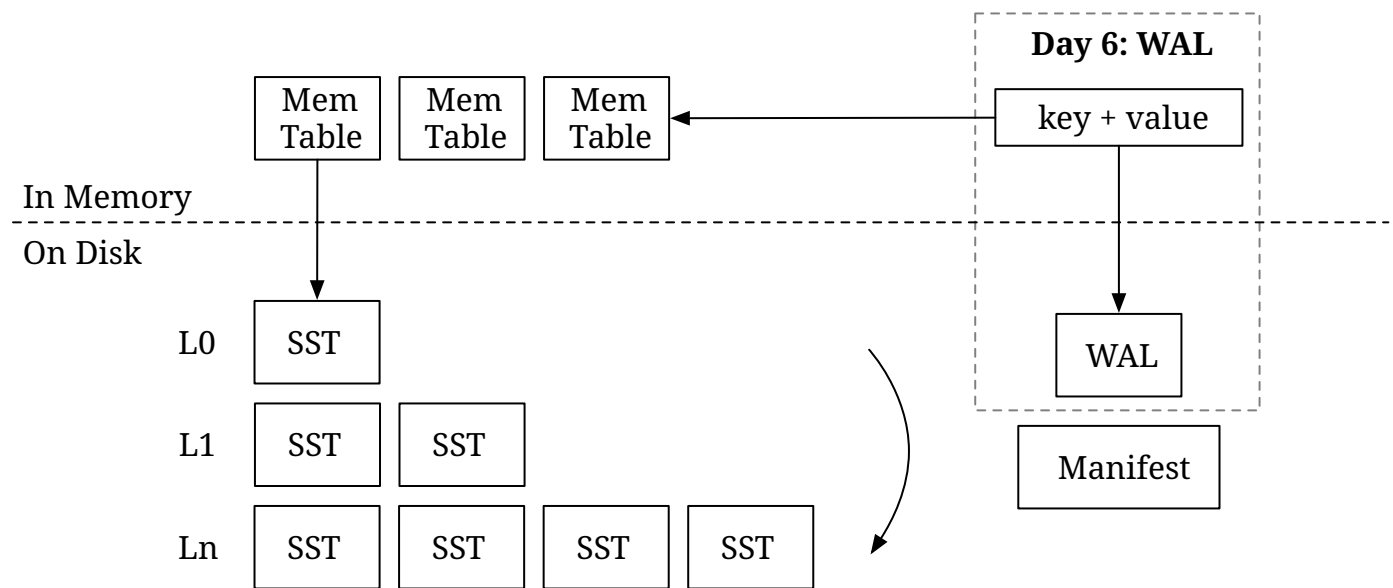 Day 6: WAL
Mem
Table
Mem
Table
Mem
Table
key + value
In Memory
On Disk
L0
SST
WAL
L1
SST
SST
Manifest
Ln
SST
SST
SST
SST